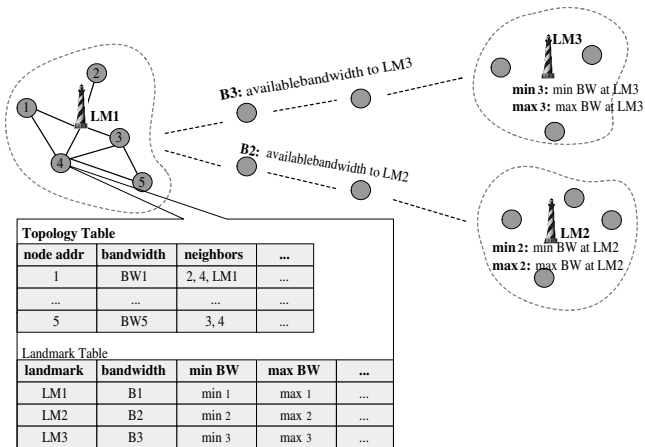 LM3
min 3: min BW at LM3
max 3: max BW at LM3
B3: availablebandwidth to LM3
2
1
LM1
3
4
5
B2: availablebandwidth to LM2
LM2
min 2: min BW at LM2
max 2: max BW at LM2
Topology Table
node addr bandwidth neighbors ...
1 BW1 2, 4, LM1 ...
... ... ... ...
5 BW5 3, 4 ...
Landmark Table
landmark bandwidth min BW max BW ...
LM1 B1 min 1 max 1 ...
LM2 B2 min 2 max 2 ...
LM3 B3 min 3 max 3 ...